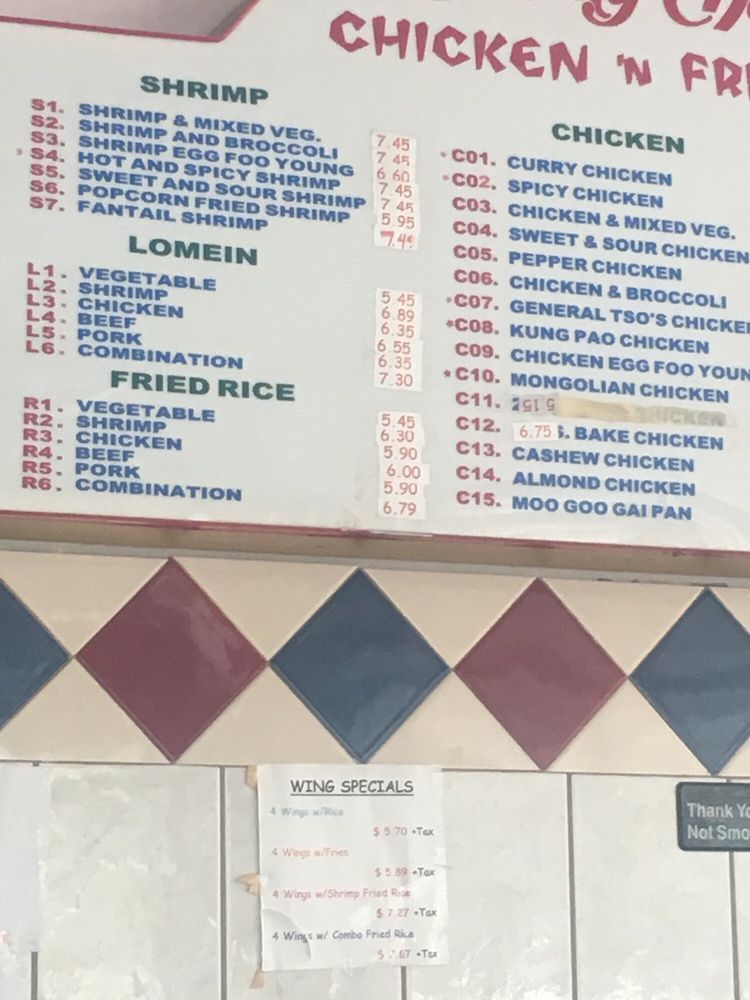 CHICKEN 'N FRI
SHRIMP
S1. SHRIMP & MIXED VEG. 7.45
S2. SHRIMP AND BROCCOLI 7.45
S3. SHRIMP EGG FOO YOUNG 6.60
*S4. HOT AND SPICY SHRIMP 7.45
S5. SWEET AND SOUR SHRIMP 7.45
S6. POPCORN FRIED SHRIMP 5.95
S7. FANTAIL SHRIMP 7.49
LOMEIN
L1. VEGETABLE 5.45
L2. SHRIMP 6.89
L3. CHICKEN 6.35
L4. BEEF 6.55
L5. PORK 6.35
L6. COMBINATION 7.30
FRIED RICE
R1. VEGETABLE 5.45
R2. SHRIMP 6.30
R3. CHICKEN 5.90
R4. BEEF 6.00
R5. PORK 5.90
R6. COMBINATION 6.79
CHICKEN
*C01. CURRY CHICKEN
*C02. SPICY CHICKEN
C03. CHICKEN & MIXED VEG.
C04. SWEET & SOUR CHICKEN
C05. PEPPER CHICKEN
C06. CHICKEN & BROCCOLI
*C07. GENERAL TSO'S CHICKEN
*C08. KUNG PAO CHICKEN
C09. CHICKEN EGG FOO YOUN
*C10. MONGOLIAN CHICKEN
C11. 5.15 CHICKEN
C12. 6.75 S. BAKE CHICKEN
C13. CASHEW CHICKEN
C14. ALMOND CHICKEN
C15. MOO GOO GAI PAN
WING SPECIALS
4 Wings w/Rice
$ 5.70 +Tax
4 Wings w/Fries
$ 5.89 +Tax
4 Wings w/Shrimp Fried Rice
$ 7.27 +Tax
4 Wings w/ Combo Fried Rice
+Tax
Thank Yo
Not Smo